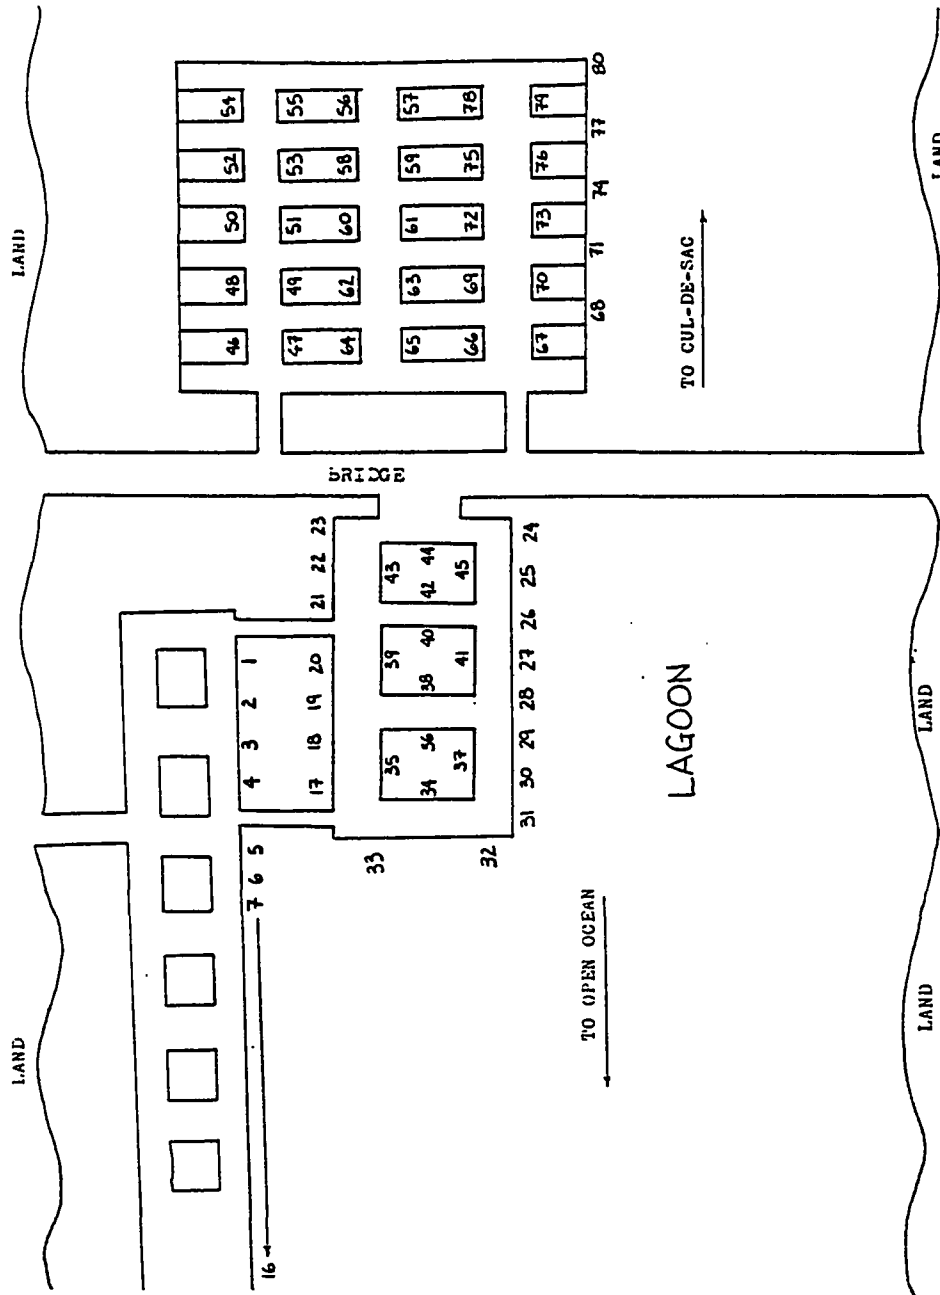 LAND
LAND
46 48 50 52 54
16 7 6 5 4 3 2 1
47 49 51 53 55
17 18 19 20 21 22 23
64 62 60 58 56
BRIDGE
33
35 39 43
65 63 61 59 57
34 36 38 40 42 44
37 41 45
66 69 72 75 78
32
31 30 29 28 27 26 25 24
67 70 73 76 79
68 71 74 77 80
TO OPEN OCEAN
LAGOON
TO CUL-DE-SAC
LAND
LAND
LAND